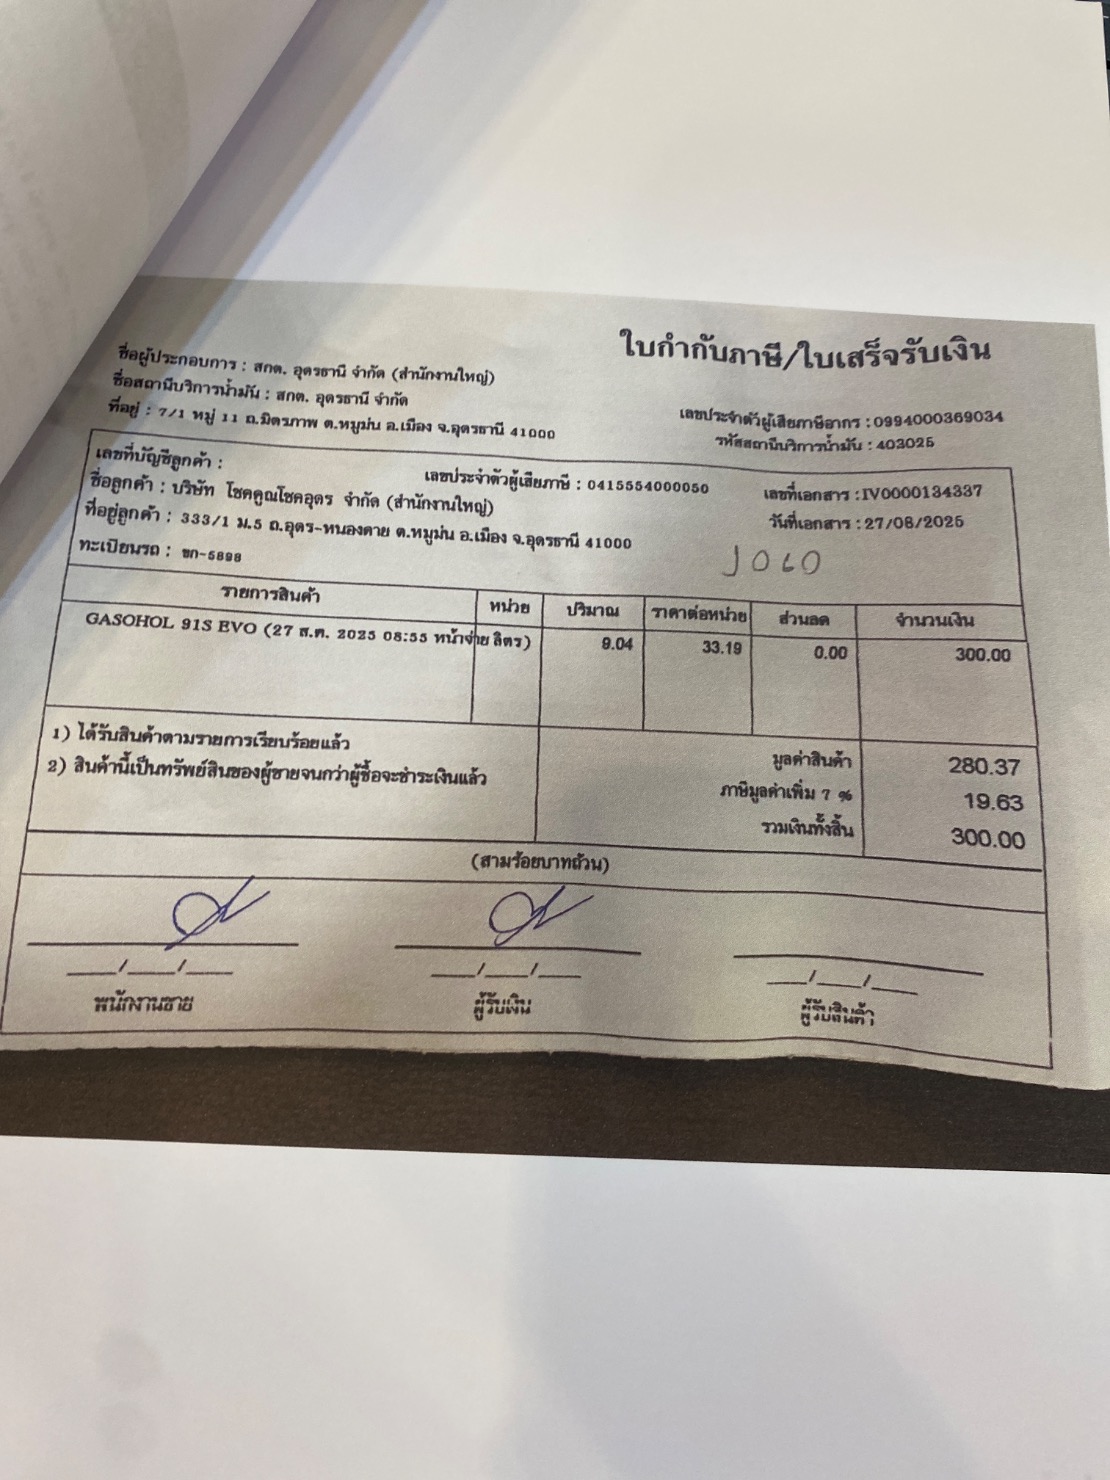 ใบกำกับภาษี/ใบเสร็จรับเงิน
ชื่อผู้ประกอบการ : สกต. อุดรธานี จำกัด (สำนักงานใหญ่)
ชื่อสถานีบริการน้ำมัน : สกต. อุดรธานี จำกัด
ที่อยู่ : 7/1 หมู่ 11 ถ.มิตรภาพ ต.หมูม่น อ.เมือง จ.อุดรธานี 41000
เลขประจำตัวผู้เสียภาษีอากร : 0994000369034
รหัสสถานีบริการน้ำมัน : 403025
เลขที่บัญชีลูกค้า :
เลขประจำตัวผู้เสียภาษี : 0415554000050
เลขที่เอกสาร : IV0000134337
ชื่อลูกค้า : บริษัท โชคคูณโชคอุดร จำกัด (สำนักงานใหญ่)
วันที่เอกสาร : 27/08/2025
ที่อยู่ลูกค้า : 333/1 ม.5 ถ.อุดร-หนองคาย ต.หมูม่น อ.เมือง จ.อุดรธานี 41000
ทะเบียนรถ : ขก-5898
รายการสินค้า หน่วย ปริมาณ ราคาต่อหน่วย ส่วนลด จำนวนเงิน
GASOHOL 91S EVO (27 ส.ค. 2025 08:55 หน้าจ่าย ลิตร) 9.04 33.19 0.00 300.00
1) ได้รับสินค้าตามรายการเรียบร้อยแล้ว
2) สินค้านี้เป็นทรัพย์สินของผู้ขายจนกว่าผู้ซื้อจะชำระเงินแล้ว
มูลค่าสินค้า 280.37
ภาษีมูลค่าเพิ่ม 7 % 19.63
รวมเงินทั้งสิ้น 300.00
(สามร้อยบาทถ้วน)
___/___/___ ___/___/___ ___/___/___
พนักงานขาย ผู้รับเงิน ผู้รับสินค้า